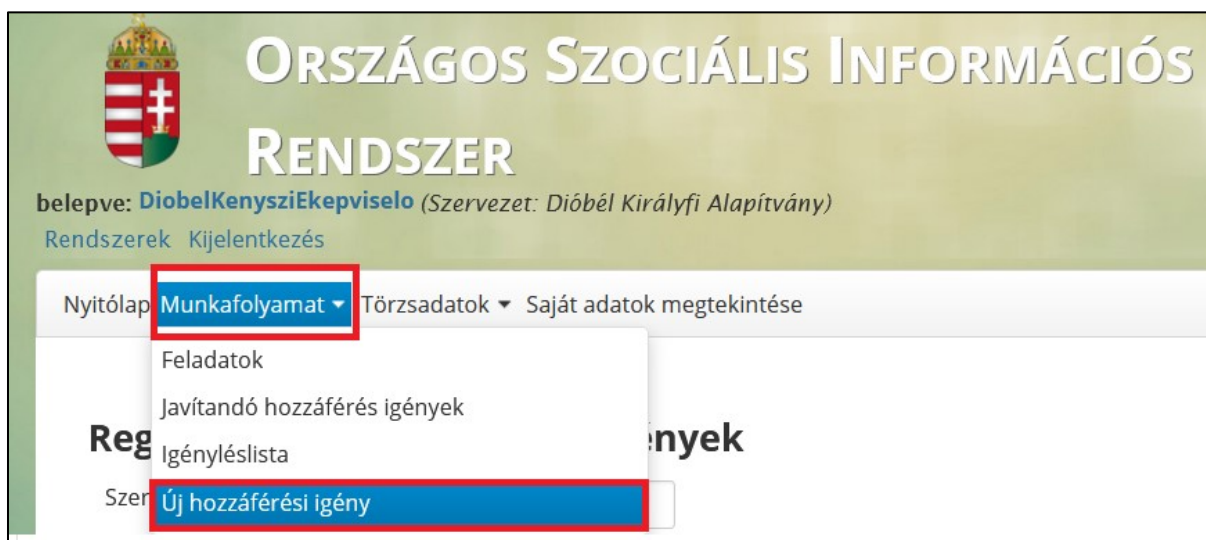 ORSZÁGOS SZOCIÁLIS INFORMÁCIÓS
RENDSZER
belepve: DiobelKenysziEkepviselo (Szervezet: Dióbél Királyfi Alapítvány)
Rendszerek Kijelentkezés
Nyitólap Munkafolyamat Törzsadatok Saját adatok megtekintése
Feladatok
Javítandó hozzáférés igények
Reg
nyek
Igényléslista
Szer
Új hozzáférési igény